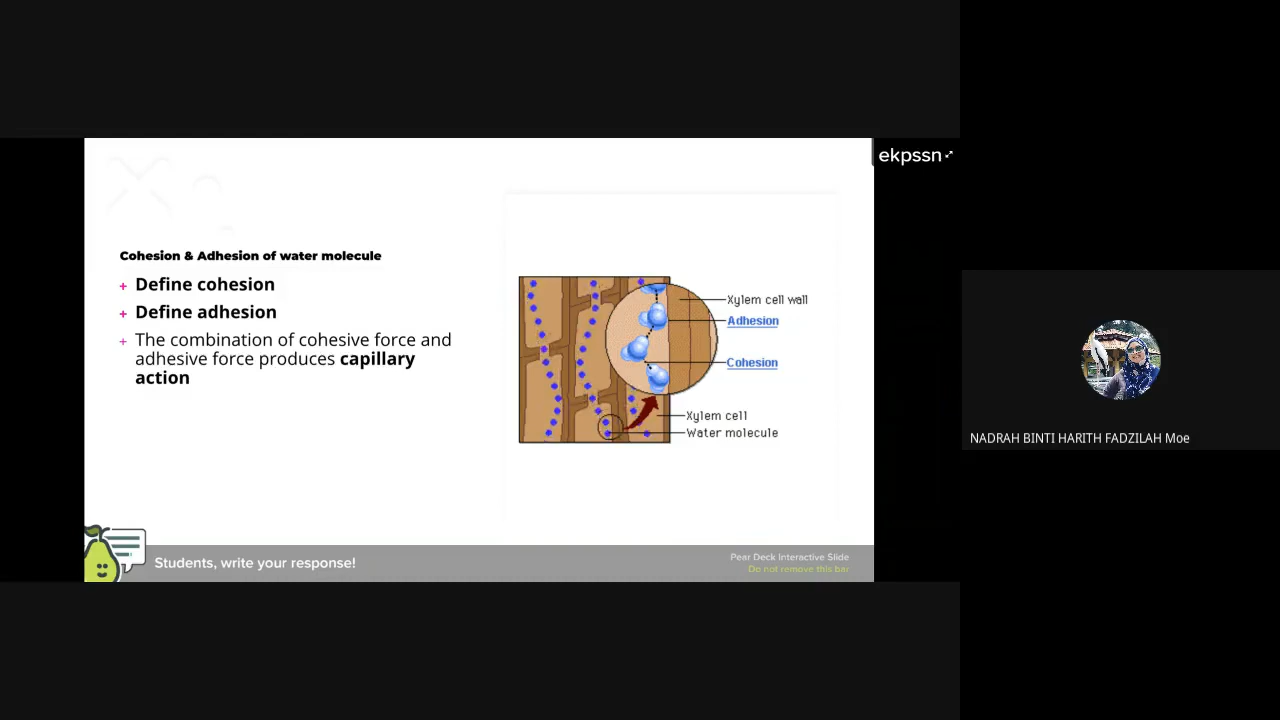 ekpssn
Cohesion & Adhesion of water molecule
+ Define cohesion
+ Define adhesion
+ The combination of cohesive force and
adhesive force produces capillary
action
Xylem cell wall
Adhesion
Cohesion
Xylem cell
Water molecule
Students, write your response!
Pear Deck Interactive Slide
Do not remove this bar
NADRAH BINTI HARITH FADZILAH Moe